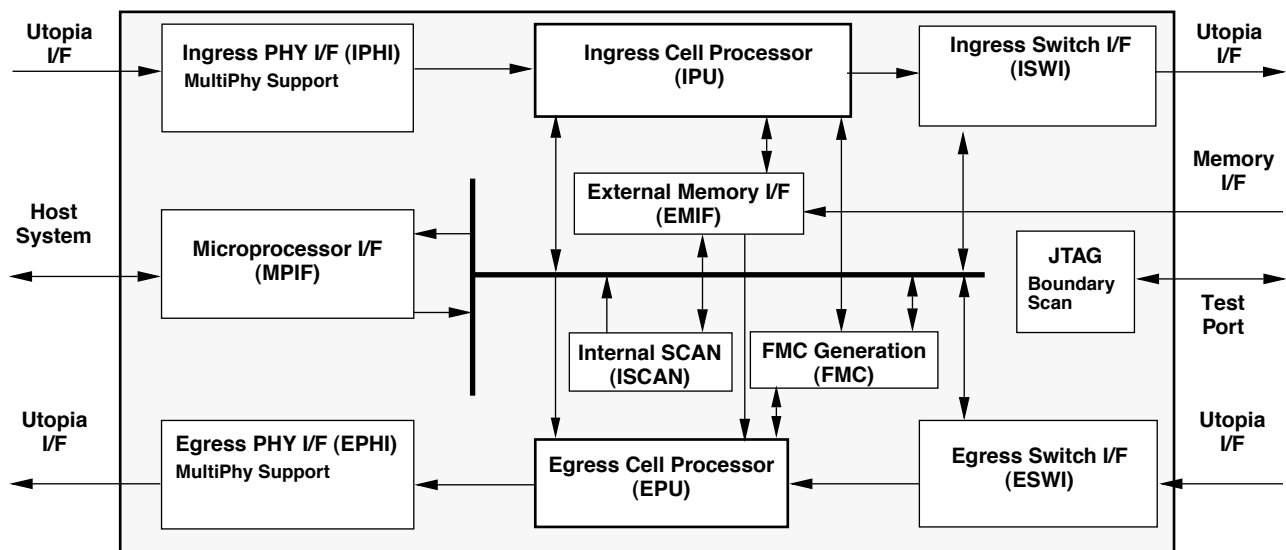 Utopia
I/F
Ingress PHY I/F (IPHI)
MultiPhy Support
Ingress Cell Processor
(IPU)
Ingress Switch I/F
(ISWI)
Utopia
I/F
Memory
I/F
External Memory I/F
(EMIF)
Host
System
Microprocessor I/F
(MPIF)
JTAG
Boundary
Scan
Test
Port
Internal SCAN
(ISCAN)
FMC Generation
(FMC)
Utopia
I/F
Egress PHY I/F (EPHI)
MultiPhy Support
Egress Cell Processor
(EPU)
Egress Switch I/F
(ESWI)
Utopia
I/F